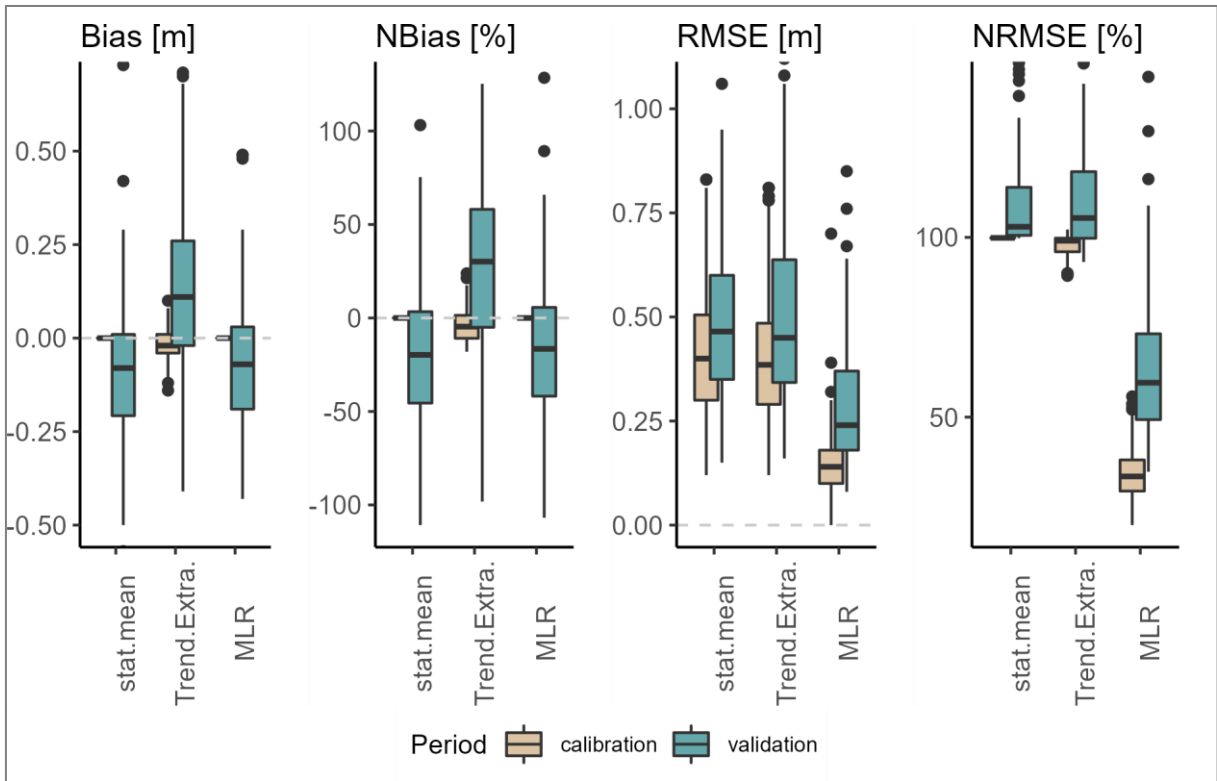 Bias [m]
NBias [%]
RMSE [m]
NRMSE [%]
0.50
0.25
0.00
-0.25
-0.50
100
50
0
-50
-100
1.00
0.75
0.50
0.25
0.00
100
50
stat.mean
Trend.Extra.
MLR
stat.mean
Trend.Extra.
MLR
stat.mean
Trend.Extra.
MLR
stat.mean
Trend.Extra.
MLR
Period calibration validation